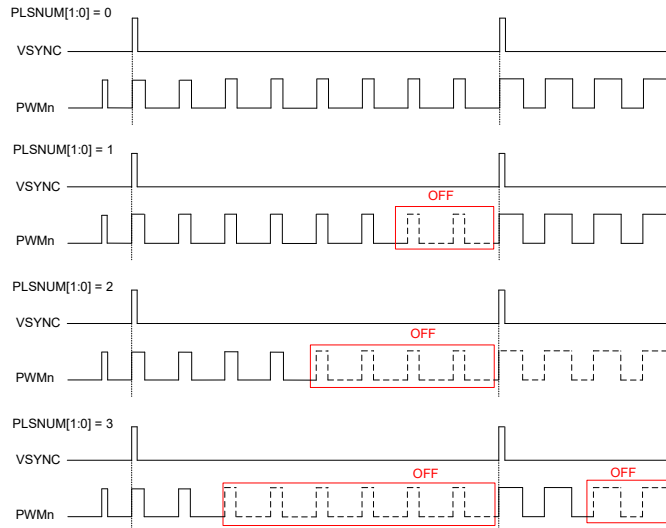 PLSNUM[1:0] = 0
VSYNC
PWMn
PLSNUM[1:0] = 1
VSYNC
OFF
PWMn
PLSNUM[1:0] = 2
VSYNC
OFF
PWMn
PLSNUM[1:0] = 3
VSYNC
OFF OFF
PWMn